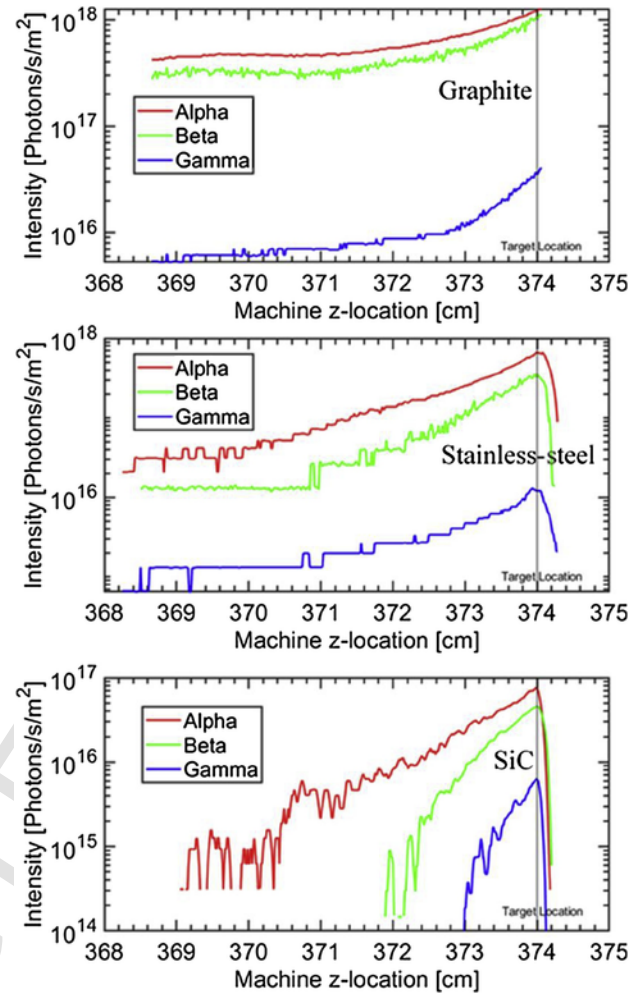 10^18
10^17
10^16
Intensity [Photons/s/m^2]
Alpha
Beta
Gamma
Graphite
Target Location
368 369 370 371 372 373 374 375
Machine z-location [cm]
10^18
10^16
Intensity [Photons/s/m^2]
Alpha
Beta
Gamma
Stainless-steel
Target Location
368 369 370 371 372 373 374 375
Machine z-location [cm]
10^17
10^16
10^15
10^14
Intensity [Photons/s/m^2]
Alpha
Beta
Gamma
SiC
Target Location
368 369 370 371 372 373 374 375
Machine z-location [cm]